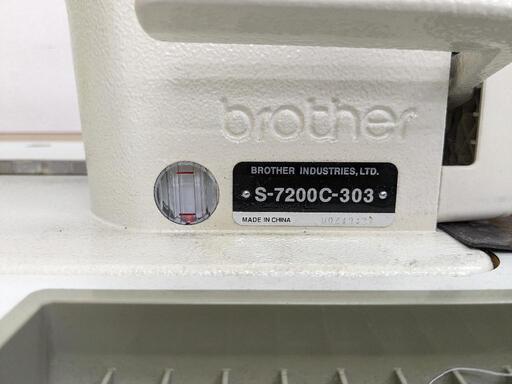 brother
BROTHER INDUSTRIES, LTD.
S-7200C-303
MADE IN CHINA